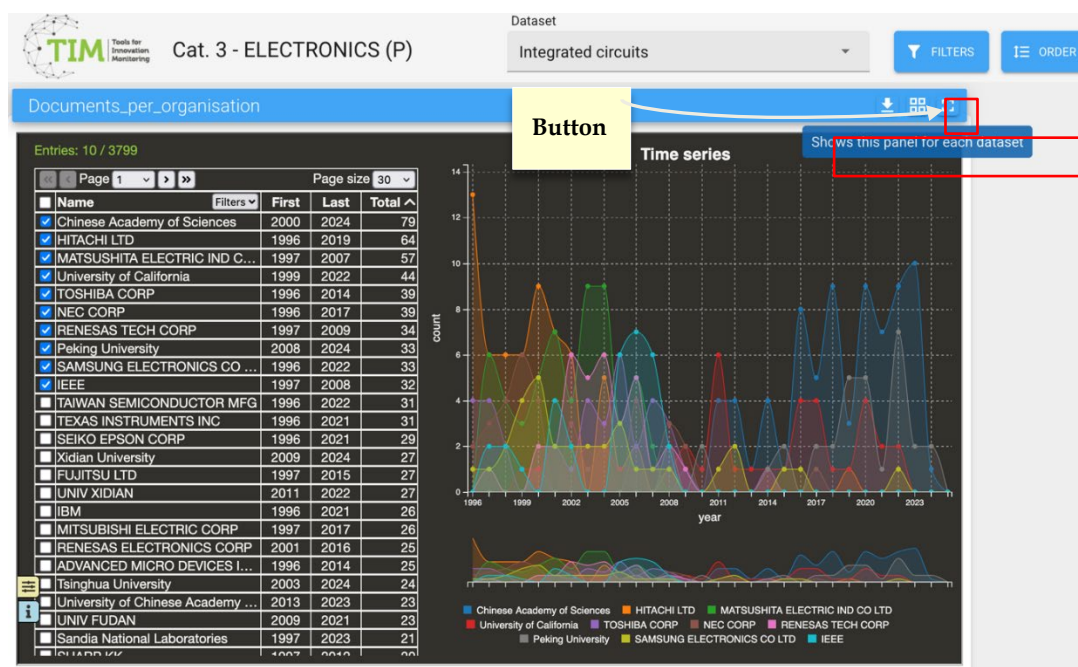 Dataset
TIM Tools for Innovation Monitoring
Cat. 3 - ELECTRONICS (P)
Integrated circuits
FILTERS
ORDER
Documents_per_organisation
Button
Shows this panel for each dataset
Entries: 10 / 3799
Page 1
Page size 30
Name Filters First Last Total
Chinese Academy of Sciences 2000 2024 79
HITACHI LTD 1996 2019 64
MATSUSHITA ELECTRIC IND C... 1997 2007 57
University of California 1999 2022 44
TOSHIBA CORP 1996 2014 39
NEC CORP 1996 2017 39
RENESAS TECH CORP 1997 2009 34
Peking University 2008 2024 33
SAMSUNG ELECTRONICS CO ... 1996 2022 33
IEEE 1997 2008 32
TAIWAN SEMICONDUCTOR MFG 1996 2022 31
TEXAS INSTRUMENTS INC 1996 2021 31
SEIKO EPSON CORP 1996 2021 29
Xidian University 2009 2024 27
FUJITSU LTD 1997 2015 27
UNIV XIDIAN 2011 2022 27
IBM 1996 2021 26
MITSUBISHI ELECTRIC CORP 1997 2017 26
RENESAS ELECTRONICS CORP 2001 2016 25
ADVANCED MICRO DEVICES I... 1996 2014 25
Tsinghua University 2003 2024 24
University of Chinese Academy ... 2013 2023 23
UNIV FUDAN 2009 2021 23
Sandia National Laboratories 1997 2023 21
Time series
14
12
10
8
6
4
2
0
count
1996 1999 2002 2005 2008 2011 2014 2017 2020 2023
year
Chinese Academy of Sciences HITACHI LTD MATSUSHITA ELECTRIC IND CO LTD
University of California TOSHIBA CORP NEC CORP RENESAS TECH CORP
Peking University SAMSUNG ELECTRONICS CO LTD IEEE